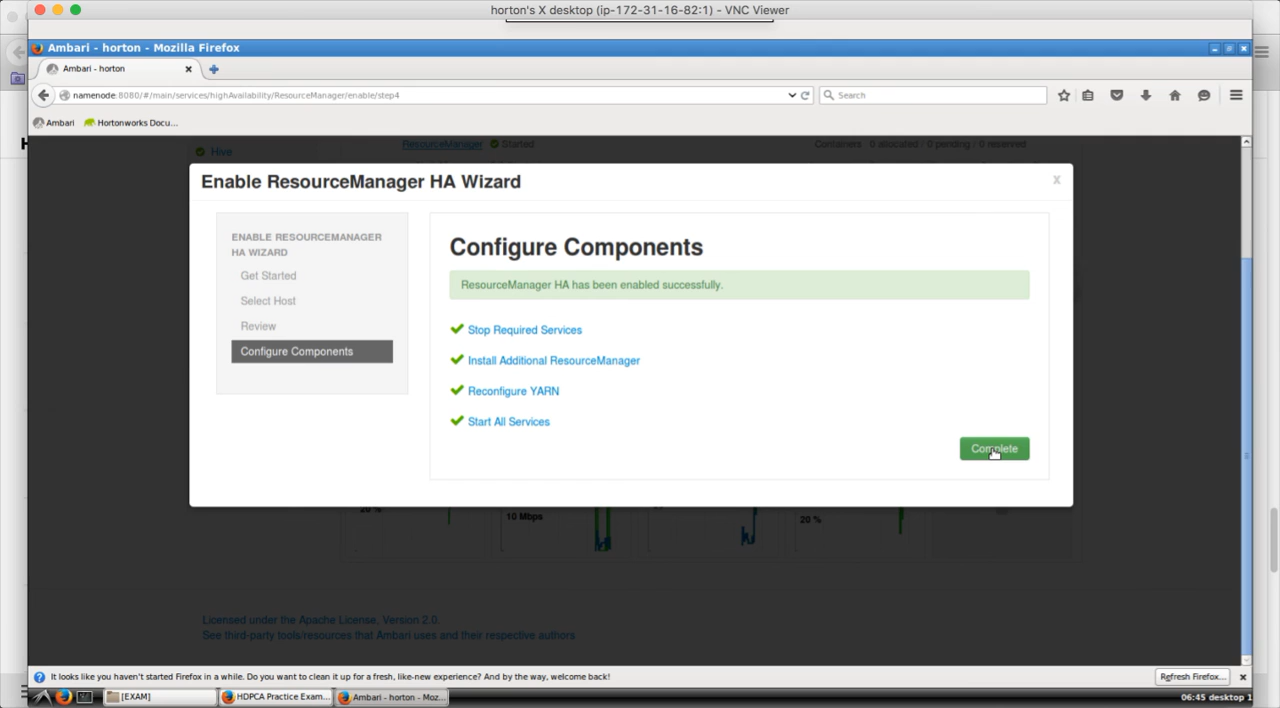 horton's X desktop (ip-172-31-16-82:1) - VNC Viewer
Ambari - horton - Mozilla Firefox
Ambari - horton
namenode:8080/#/main/services/highAvailability/ResourceManager/enable/step4
Search
Ambari
Hortonworks Docu...
Hive
ResourceManager
Started
Containers
0 allocated / 0 pending / 0 reserved
Enable ResourceManager HA Wizard
x
ENABLE RESOURCEMANAGER
HA WIZARD
Get Started
Select Host
Review
Configure Components
Configure Components
ResourceManager HA has been enabled successfully.
Stop Required Services
Install Additional ResourceManager
Reconfigure YARN
Start All Services
Complete
20 %
10 Mbps
20 %
Licensed under the Apache License, Version 2.0.
See third-party tools/resources that Ambari uses and their respective authors
It looks like you haven't started Firefox in a while. Do you want to clean it up for a fresh, like-new experience? And by the way, welcome back!
Refresh Firefox...
[EXAM]
HDPCA Practice Exam...
Ambari - horton - Moz...
06:45 desktop 1